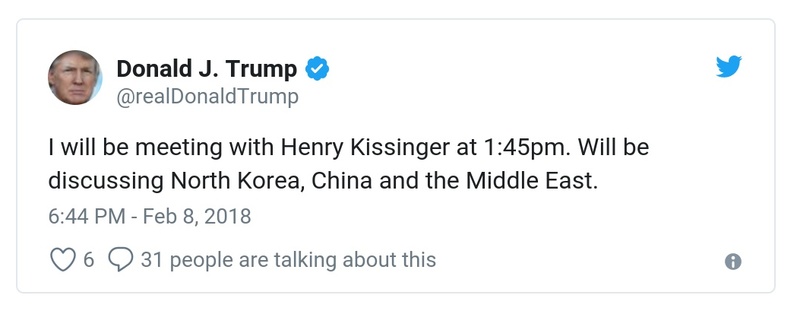 Donald J. Trump
@realDonaldTrump
I will be meeting with Henry Kissinger at 1:45pm. Will be
discussing North Korea, China and the Middle East.
6:44 PM - Feb 8, 2018
6 31 people are talking about this